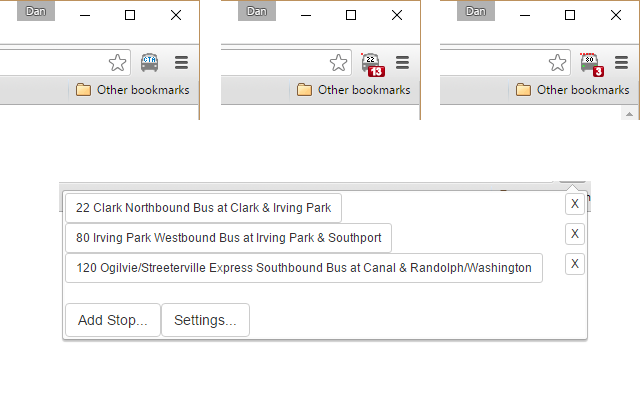 Dan
CTA
Other bookmarks
Dan
22
13
Other bookmarks
Dan
80
3
Other bookmarks
22 Clark Northbound Bus at Clark & Irving Park X
80 Irving Park Westbound Bus at Irving Park & Southport X
120 Ogilvie/Streeterville Express Southbound Bus at Canal & Randolph/Washington X
Add Stop... Settings...